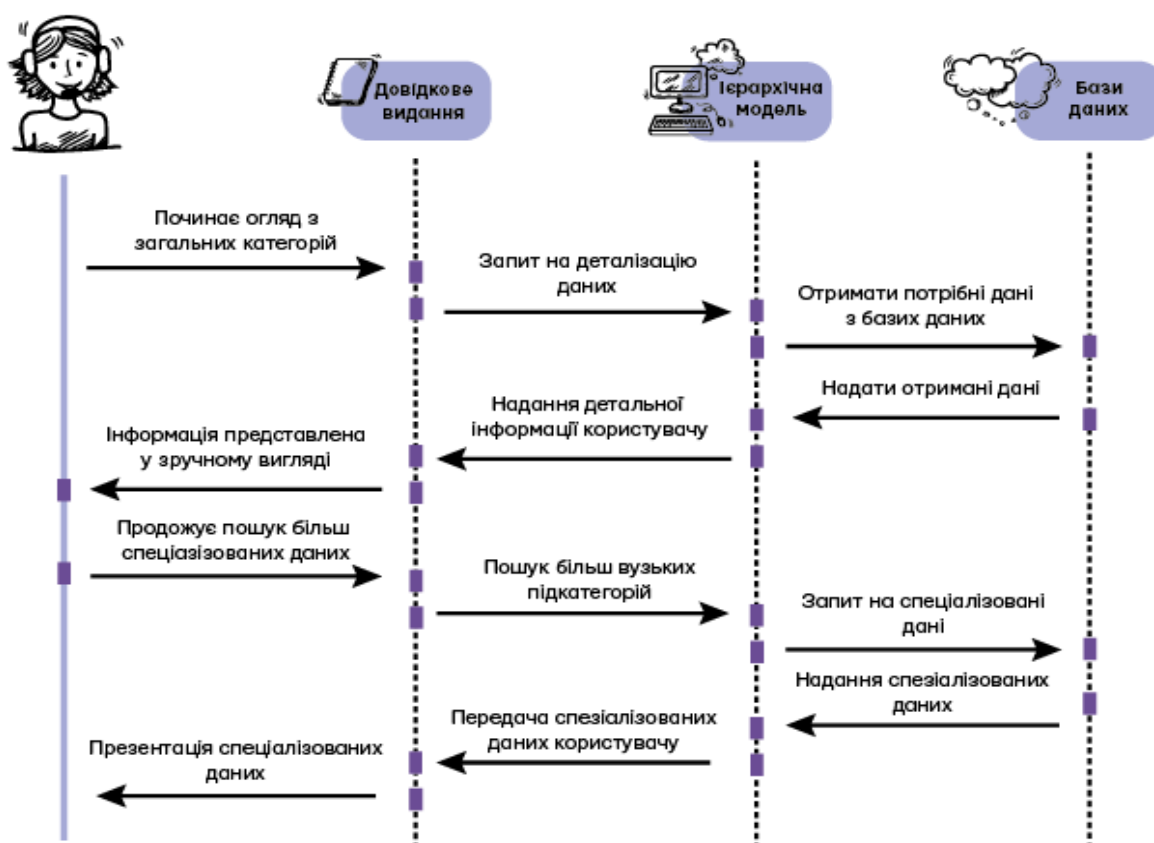 Довідкове
видання
Ієрархічна
модель
Бази
даних
Починає огляд з
загальних категорій
Запит на деталізацію
даних
Отримати потрібні дані
з базих даних
Надати отримані дані
Надання детальної
інформації користувачу
Інформація представлена
у зручному вигляді
Продожує пошук більш
спеціазізованих даних
Пошук більш вузьких
підкатегорій
Запит на спеціалізовані
дані
Надання спезіалізованих
даних
Передача спезіалізованих
даних користувачу
Презентація спеціалізованих
даних